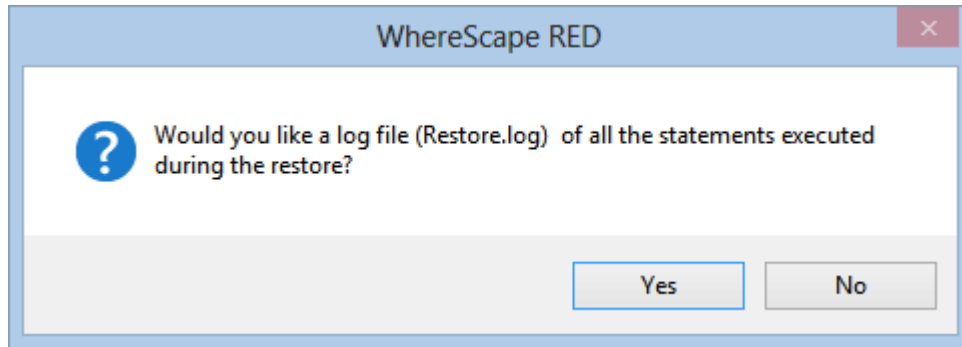 WhereScape RED
Would you like a log file (Restore.log)  of all the statements executed
during the restore?
Yes
No